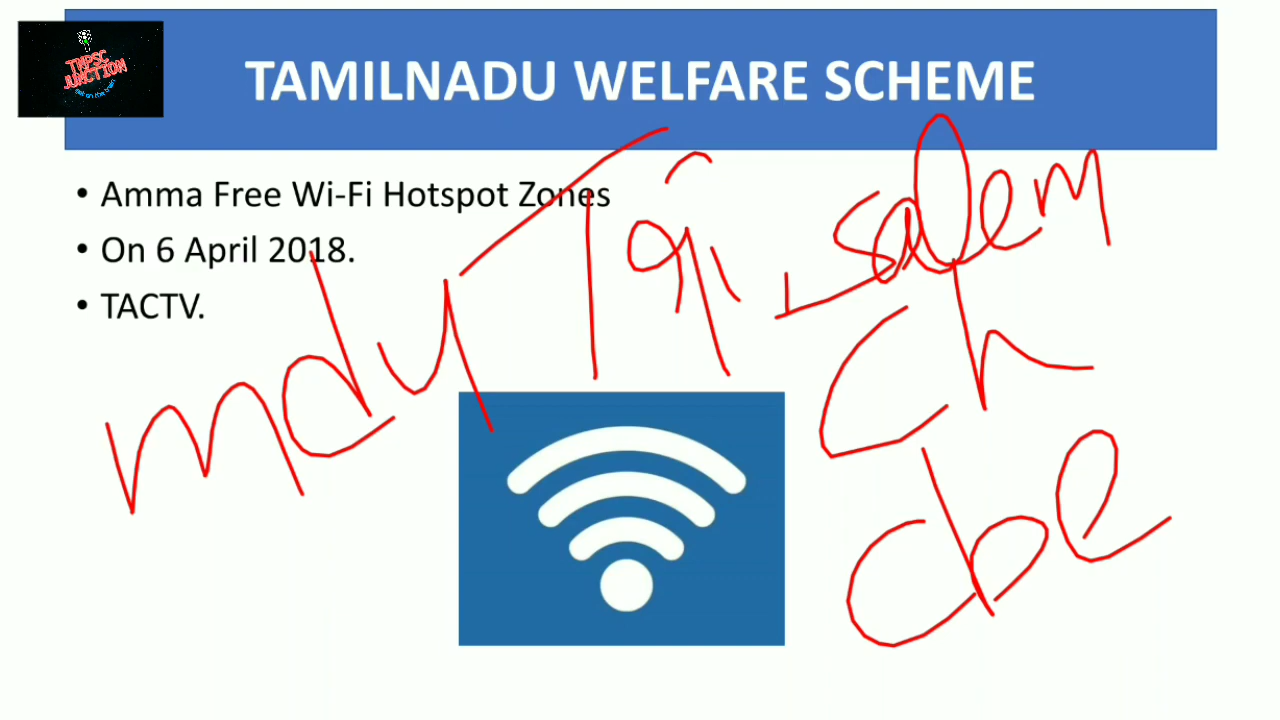 TNPSC
JUNCTION
TAMILNADU WELFARE SCHEME
• Amma Free Wi-Fi Hotspot Zones
• On 6 April 2018.
• TACTV.
mdu
salem
Ch
cbe